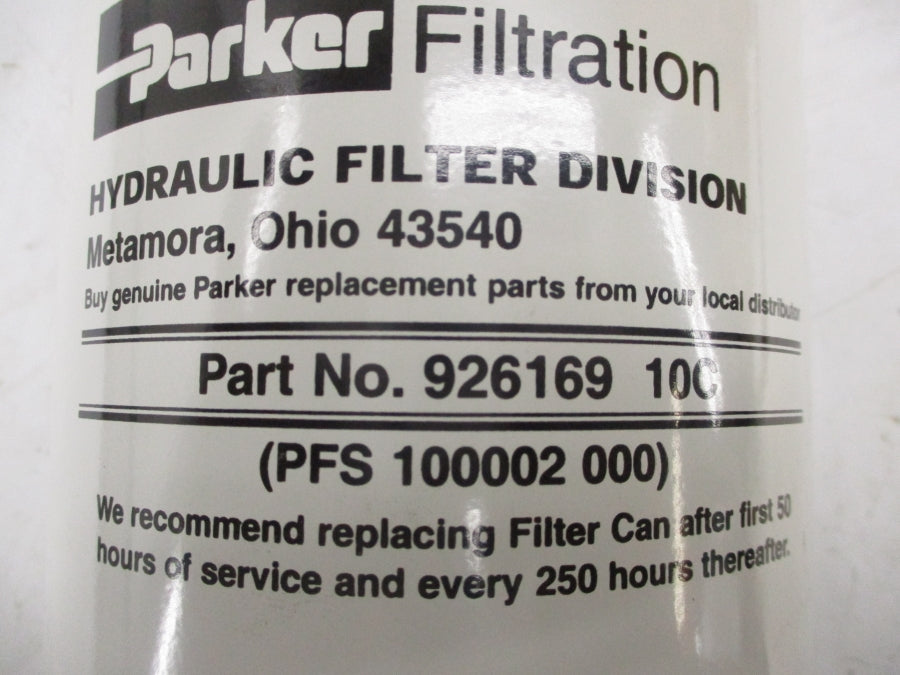 Parker Filtration
HYDRAULIC FILTER DIVISION
Metamora, Ohio 43540
Buy genuine Parker replacement parts from your local distributor
Part No. 926169 10C
(PFS 100002 000)
We recommend replacing Filter Can after first 50
hours of service and every 250 hours thereafter.